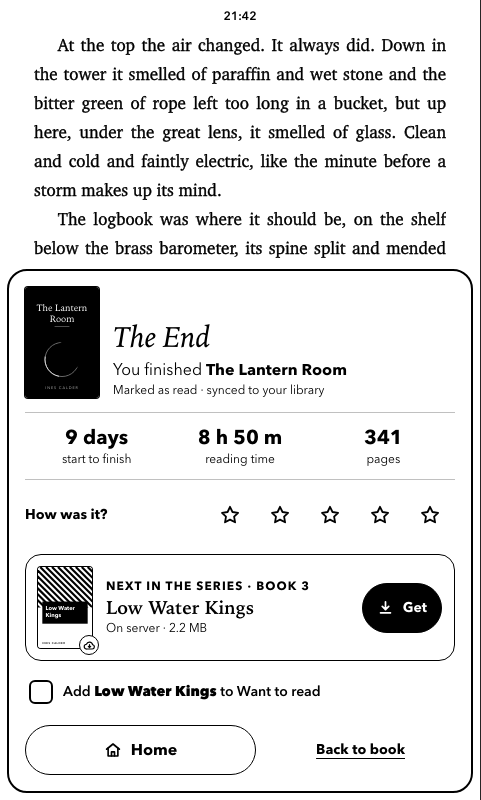 21:42
At the top the air changed. It always did. Down in
the tower it smelled of paraffin and wet stone and the
bitter green of rope left too long in a bucket, but up
here, under the great lens, it smelled of glass. Clean
and cold and faintly electric, like the minute before a
storm makes up its mind.
The logbook was where it should be, on the shelf
below the brass barometer, its spine split and mended
The Lantern
Room
INES CALDER
The End
You finished The Lantern Room
Marked as read · synced to your library
9 days
start to finish
8 h 50 m
reading time
341
pages
How was it?
Low Water
Kings
INES CALDER
NEXT IN THE SERIES · BOOK 3
Low Water Kings
On server · 2.2 MB
Get
Add Low Water Kings to Want to read
Home
Back to book